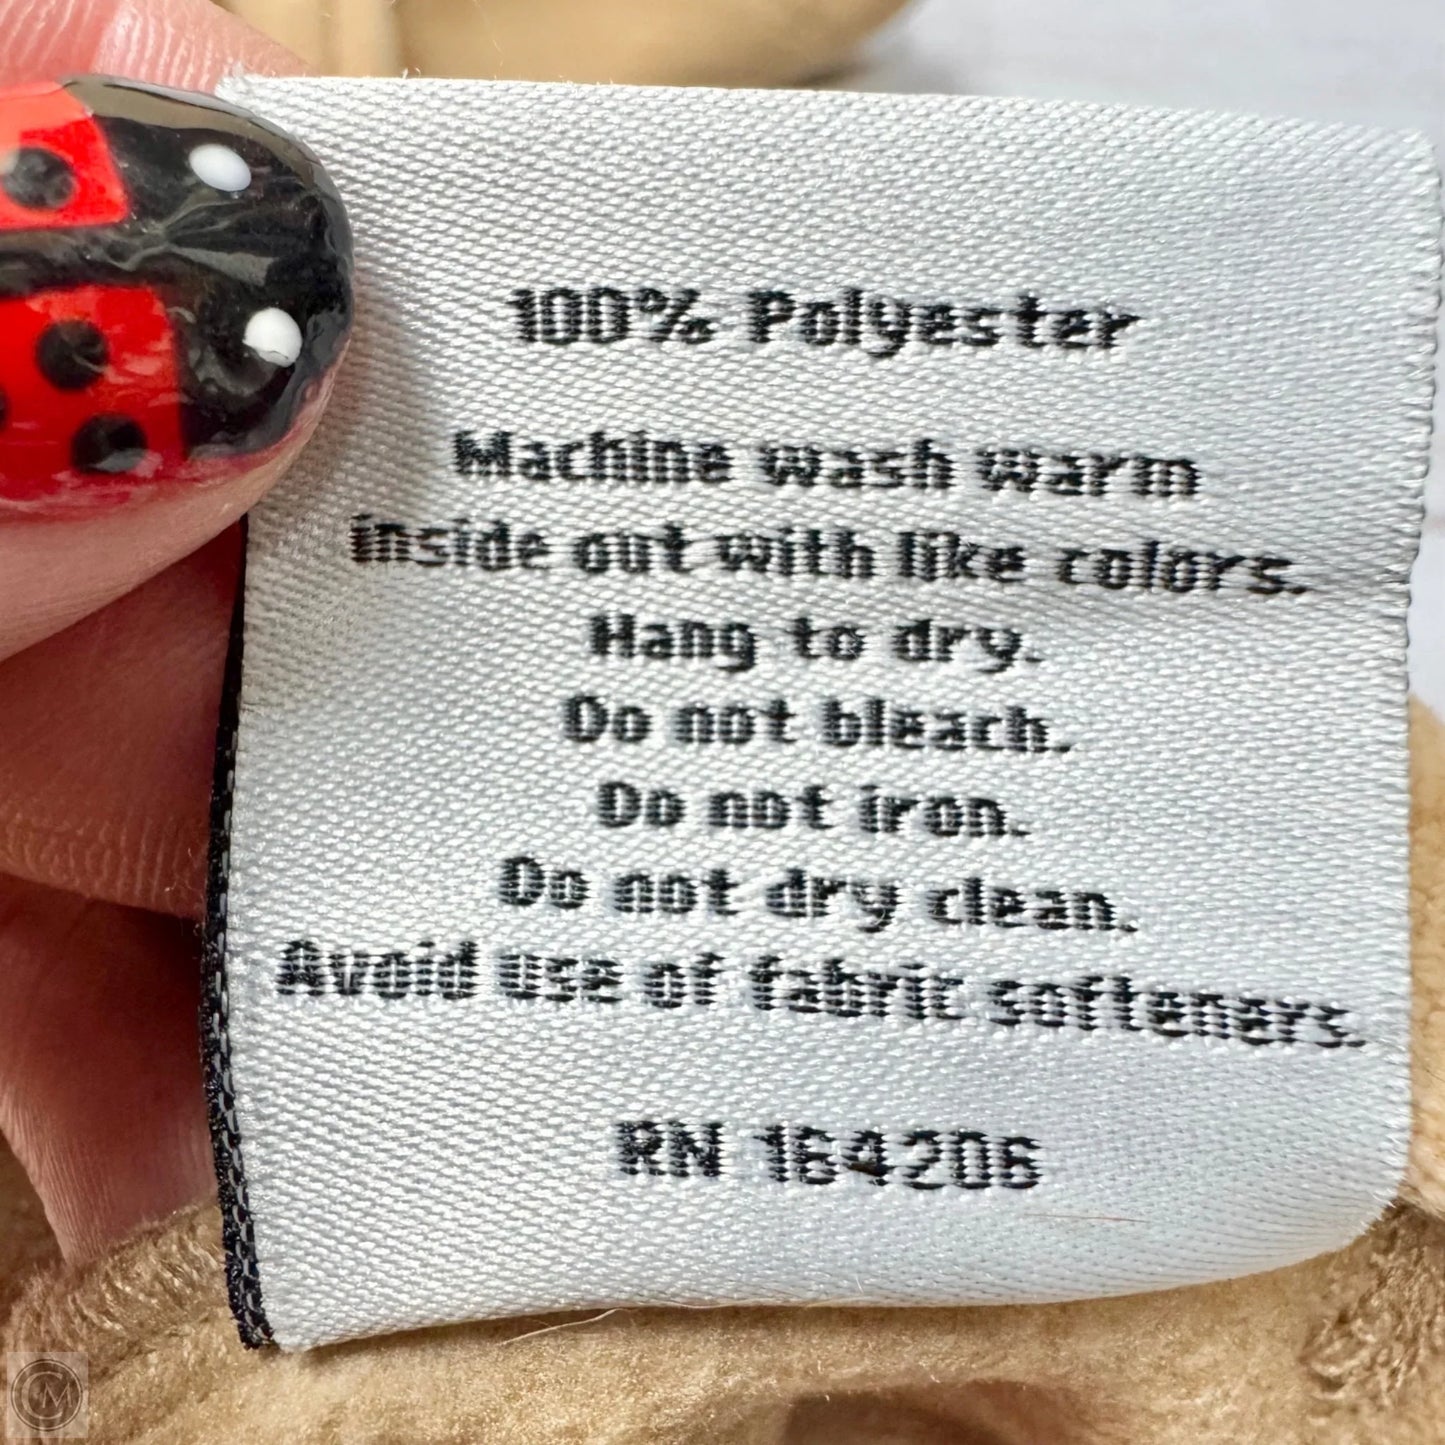 100% Polyester
Machine wash warm
inside out with like colors.
Hang to dry.
Do not bleach.
Do not iron.
Do not dry clean.
Avoid use of fabric softeners.
RN 164206
CM